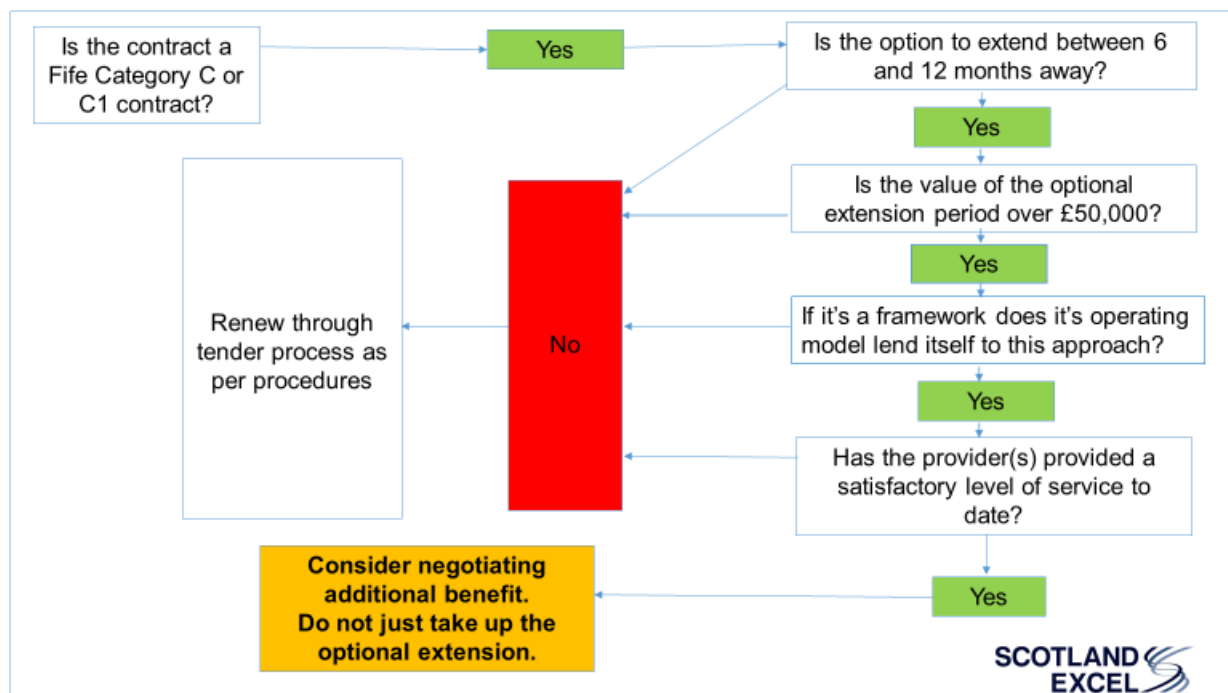 Is the contract a
Fife Category C or
C1 contract?
Yes
Is the option to extend between 6
and 12 months away?
Yes
Is the value of the optional
extension period over £50,000?
Yes
If it's a framework does it's operating
model lend itself to this approach?
Yes
Has the provider(s) provided a
satisfactory level of service to
date?
Yes
No
Renew through
tender process as
per procedures
Consider negotiating
additional benefit.
Do not just take up the
optional extension.
SCOTLAND
EXCEL